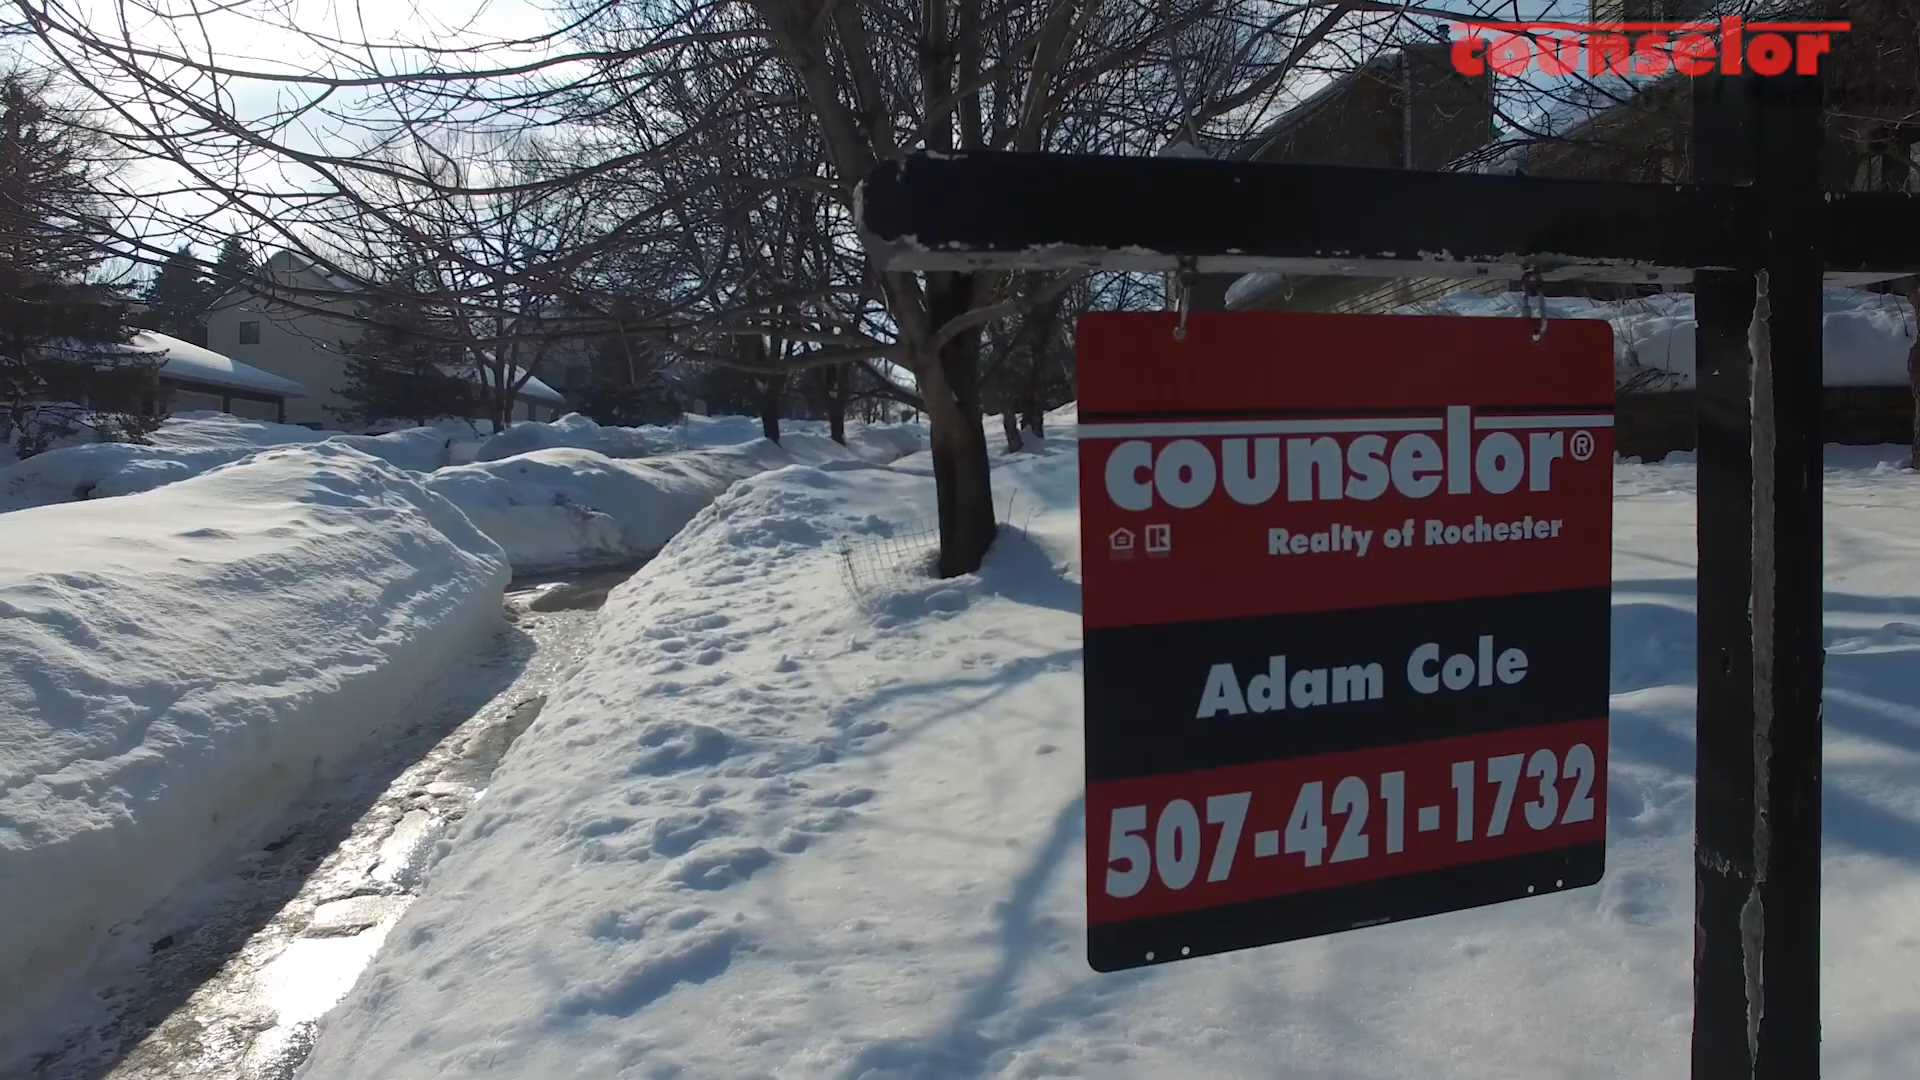 counselor
counselor®
Realty of Rochester
Adam Cole
507-421-1732